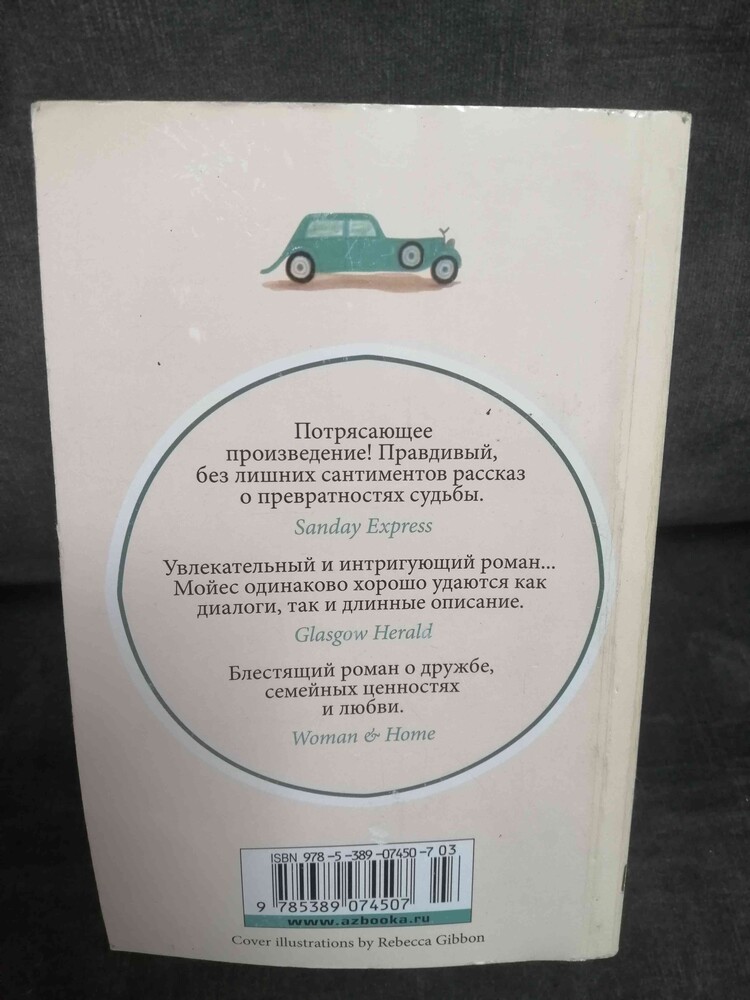 Потрясающее
произведение! Правдивый,
без лишних сантиментов рассказ
о превратностях судьбы.
Sanday Express
Увлекательный и интригующий роман...
Мойес одинаково хорошо удаются как
диалоги, так и длинные описание.
Glasgow Herald
Блестящий роман о дружбе,
семейных ценностях
и любви.
Woman & Home
ISBN 978-5-389-07450-7 03
9 785389 074507
www.azbooka.ru
Cover illustrations by Rebecca Gibbon